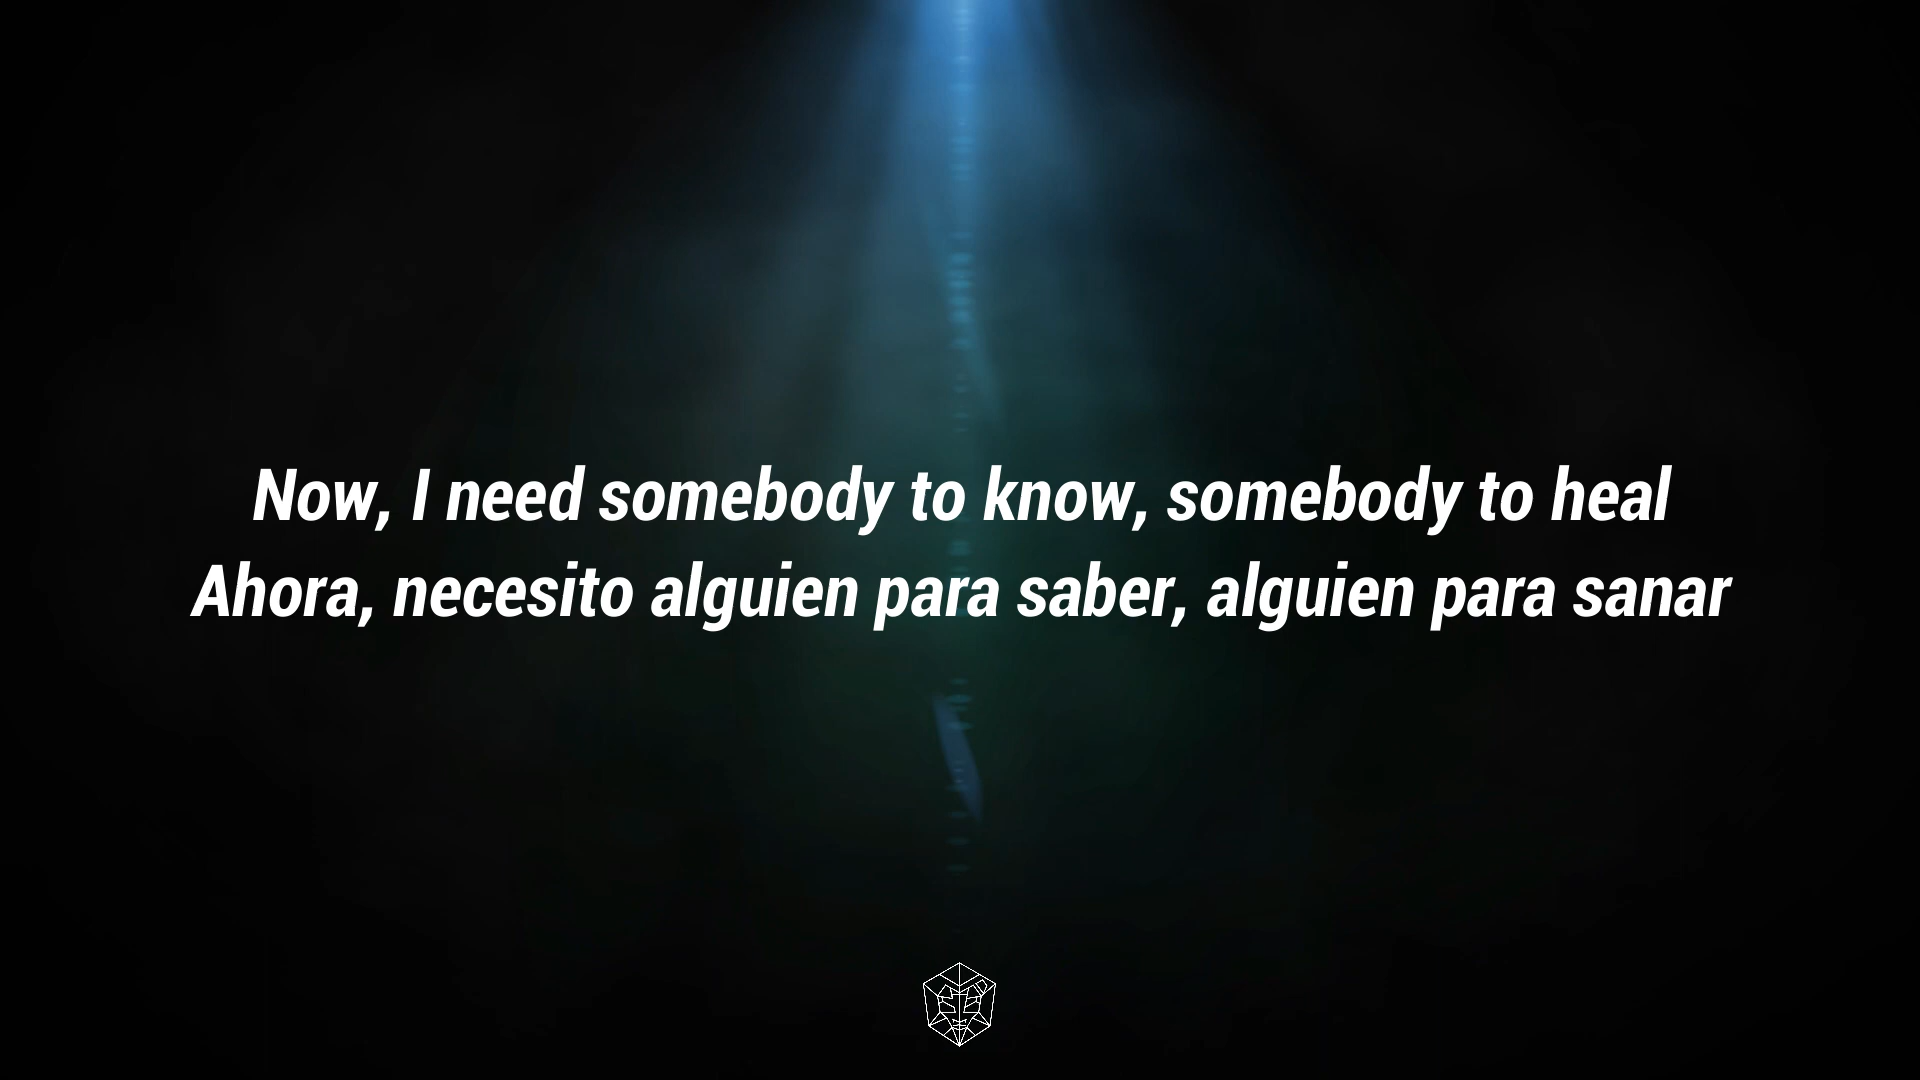 Now, I need somebody to know, somebody to heal
Ahora, necesito alguien para saber, alguien para sanar